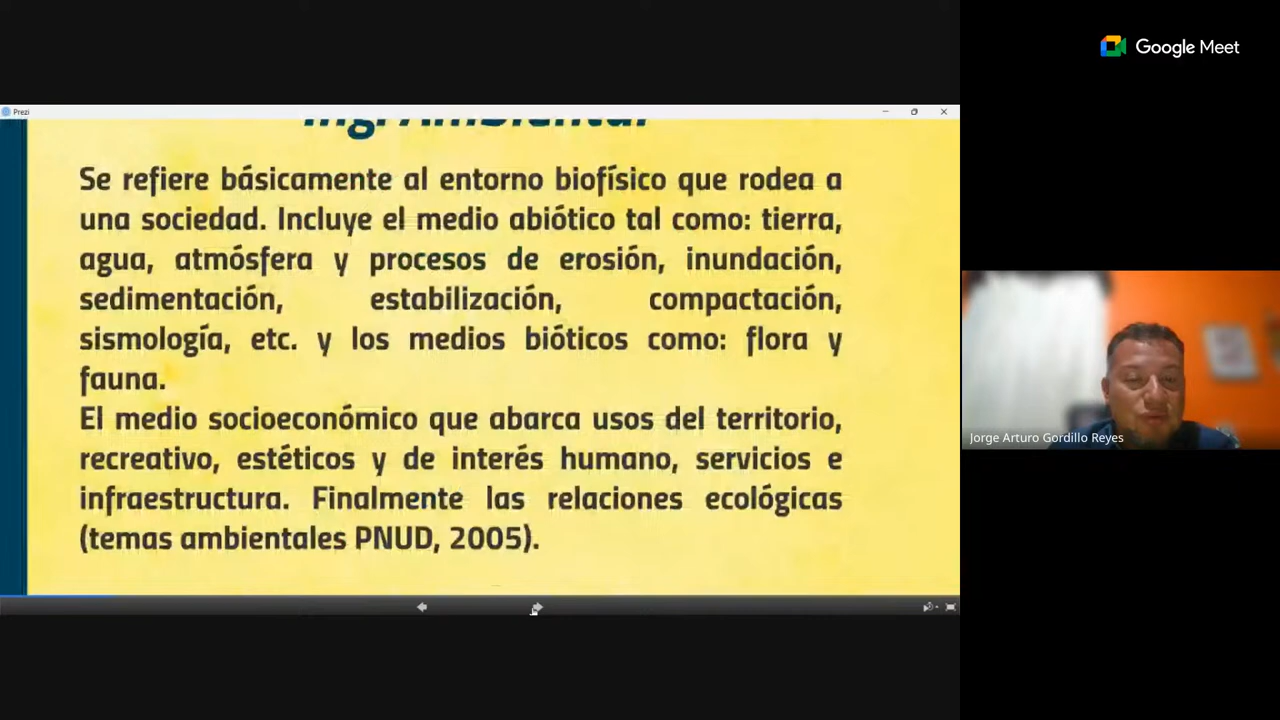 Google Meet
Prezi
Ing. Ambiental
Se refiere básicamente al entorno biofísico que rodea a
una sociedad. Incluye el medio abiótico tal como: tierra,
agua, atmósfera y procesos de erosión, inundación,
sedimentación, estabilización, compactación,
sismología, etc. y los medios bióticos como: flora y
fauna.
El medio socioeconómico que abarca usos del territorio,
recreativo, estéticos y de interés humano, servicios e
infraestructura. Finalmente las relaciones ecológicas
(temas ambientales PNUD, 2005).
Jorge Arturo Gordillo Reyes